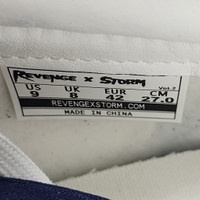 REVENGE X STORM Vol.2
US UK EUR CM
9 8 42 27.0
REVENGEXSTORM.COM
MADE IN CHINA